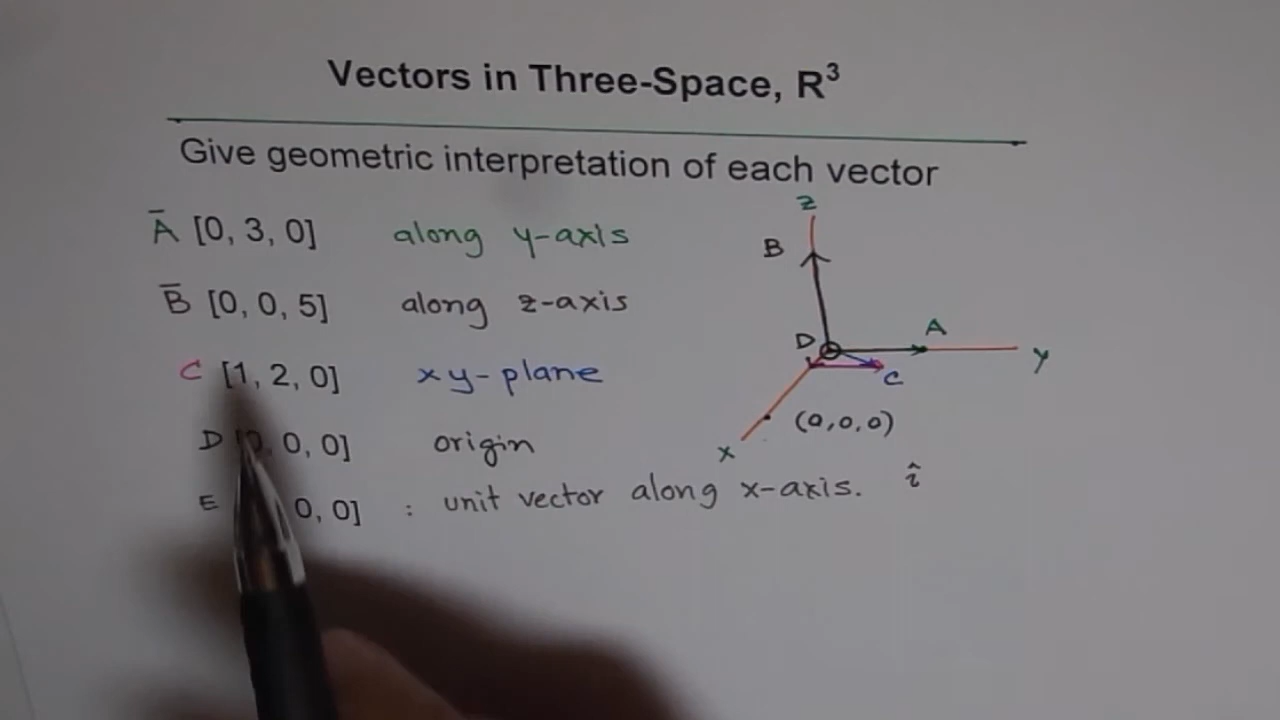 Vectors in Three-Space, R³
Give geometric interpretation of each vector
A̅ [0, 3, 0] along y-axis
B̅ [0, 0, 5] along z-axis
C [1, 2, 0] xy-plane
D [0, 0, 0] origin
E 0, 0] : unit vector along x-axis. î
z
B
A
D
y
C
(0,0,0)
x